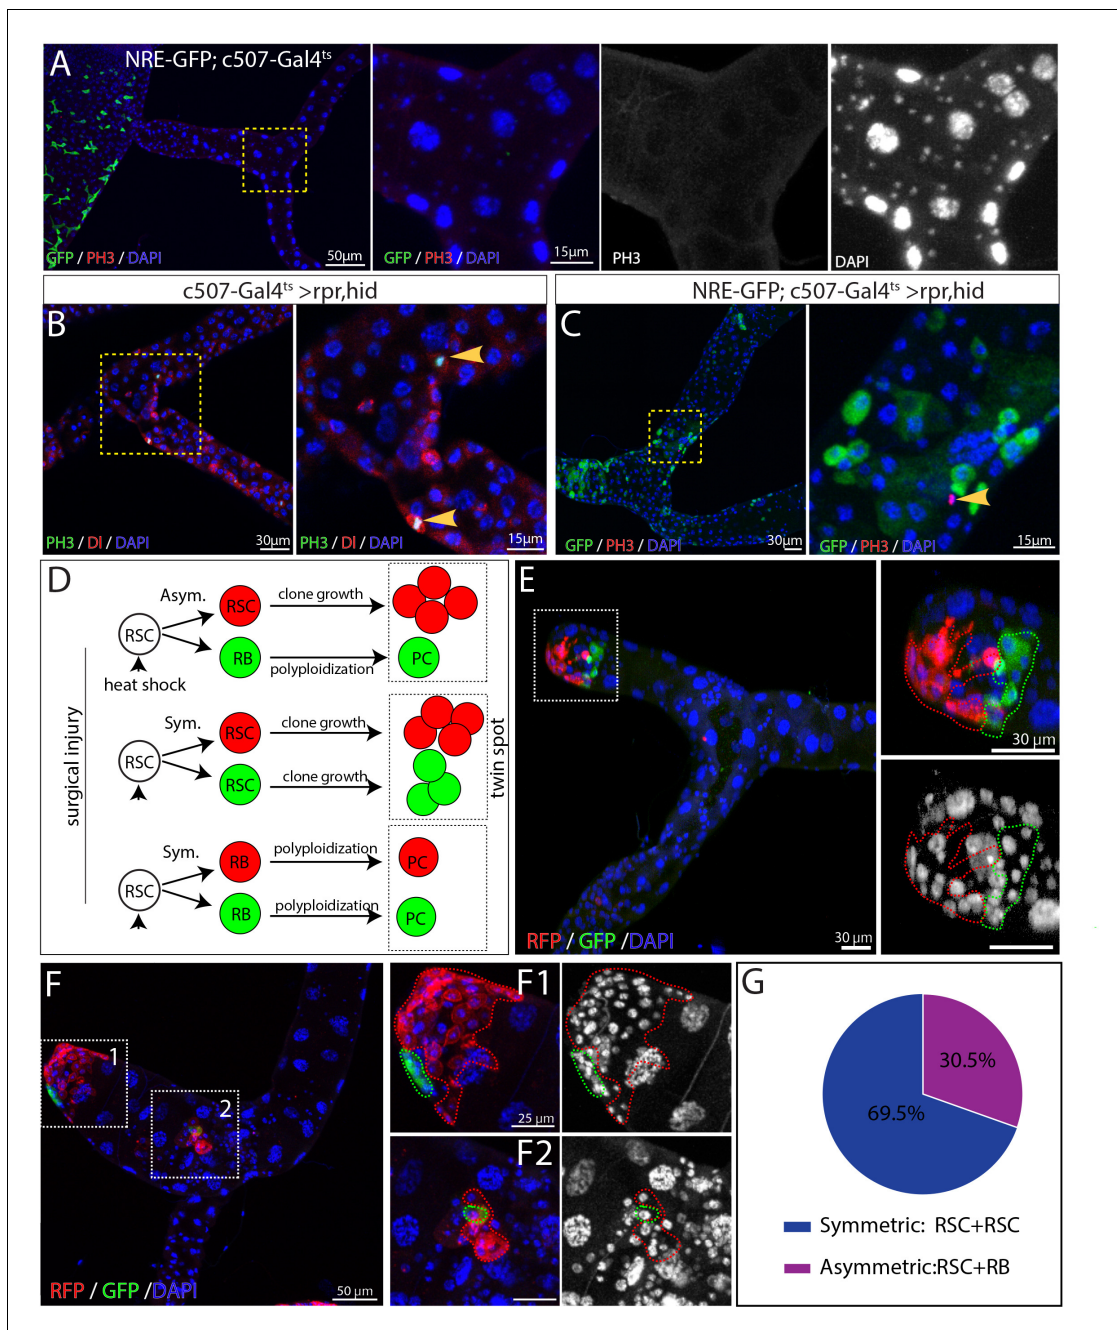 A
NRE-GFP; c507-Gal4ts
GFP / PH3 / DAPI
50µm
GFP / PH3 / DAPI
15µm
PH3
DAPI
c507-Gal4ts >rpr,hid
NRE-GFP; c507-Gal4ts >rpr,hid
B
PH3 / Dl / DAPI
30µm
PH3 / Dl / DAPI
15µm
C
GFP / PH3 / DAPI
30µm
GFP / PH3 / DAPI
15µm
D
surgical injury
RSC
heat shock
Asym.
RSC
clone growth
RB
polyploidization
PC
RSC
Sym.
RSC
clone growth
RSC
clone growth
twin spot
RSC
Sym.
RB
polyploidization
PC
RB
polyploidization
PC
E
RFP / GFP /DAPI
30 µm
30 µm
F
1
2
RFP / GFP /DAPI
50 µm
F1
25 µm
F2
G
30.5%
69.5%
Symmetric: RSC+RSC
Asymmetric:RSC+RB